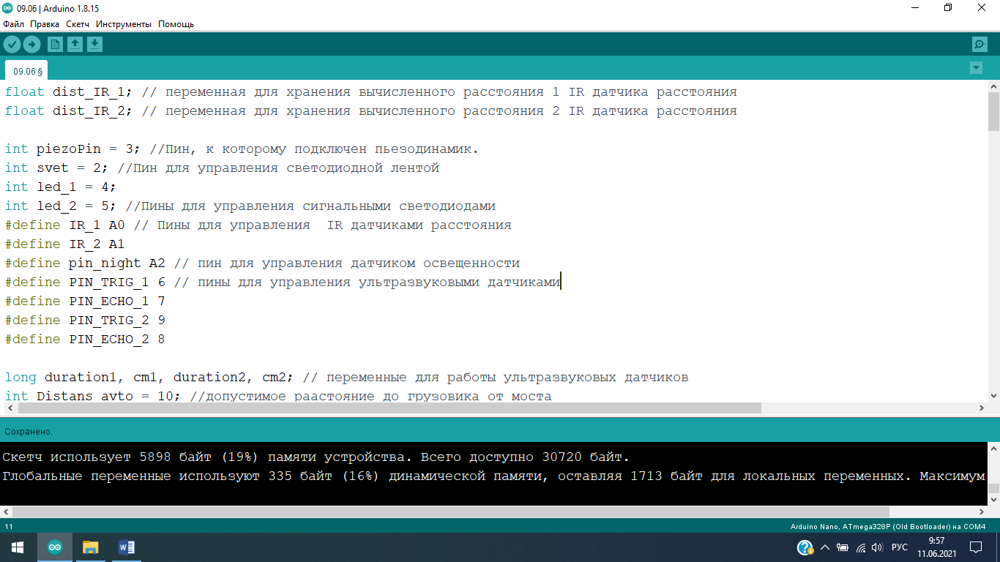 09.06 | Arduino 1.8.15
Файл Правка Скетч Инструменты Помощь
09.06 §
float dist_IR_1; // переменная для хранения вычисленного расстояния 1 IR датчика расстояния
float dist_IR_2; // переменная для хранения вычисленного расстояния 2 IR датчика расстояния
int piezoPin = 3; //Пин, к которому подключен пьезодинамик.
int svet = 2; //Пин для управления светодиодной лентой
int led_1 = 4;
int led_2 = 5; //Пины для управления сигнальными светодиодами
#define IR_1 A0 // Пины для управления  IR датчиками расстояния
#define IR_2 A1
#define pin_night A2 // пин для управления датчиком освещенности
#define PIN_TRIG_1 6 // пины для управления ультразвуковыми датчиками
#define PIN_ECHO_1 7
#define PIN_TRIG_2 9
#define PIN_ECHO_2 8
long duration1, cm1, duration2, cm2; // переменные для работы ультразвуковых датчиков
int Distans_avto = 10; //допустимое раастояние до грузовика от моста
Сохранено.
Скетч использует 5898 байт (19%) памяти устройства. Всего доступно 30720 байт.
Глобальные переменные используют 335 байт (16%) динамической памяти, оставляя 1713 байт для локальных переменных. Максимум
11
Arduino Nano, ATmega328P (Old Bootloader) на COM4
РУС
9:57
11.06.2021